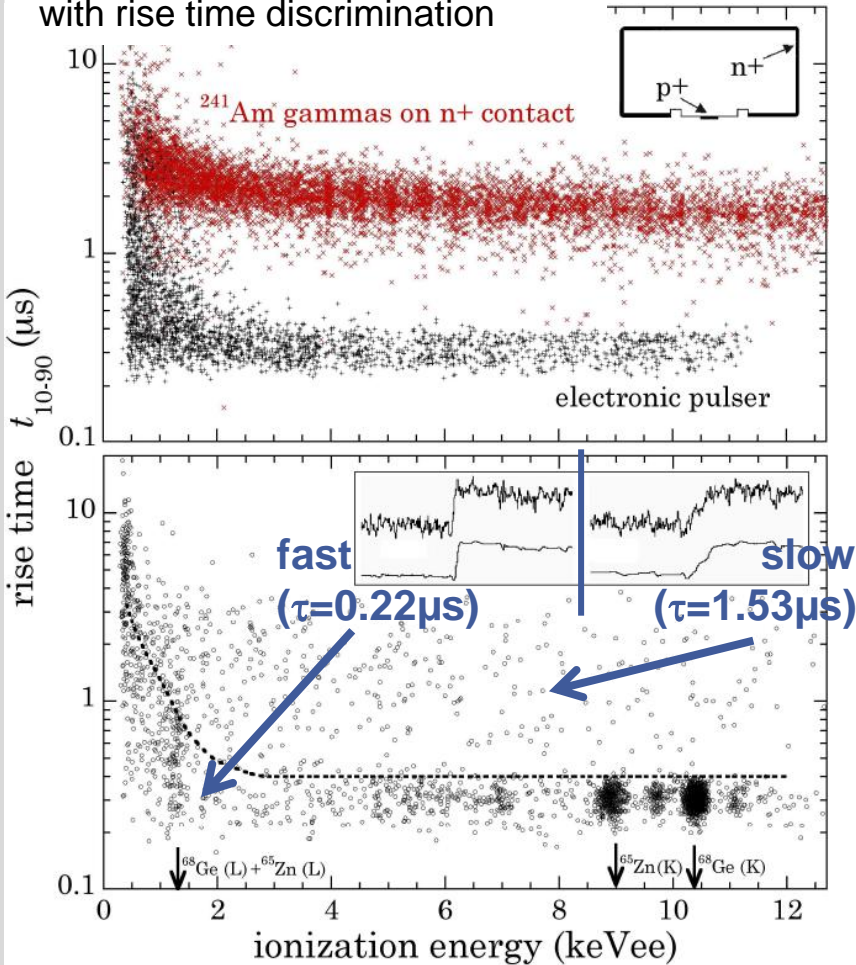 with rise time discrimination
10
n+
p+
²⁴¹Am gammas on n+ contact
1
electronic pulser
0.1
rise time t₁₀₋₉₀ (µs)
10
fast
(τ=0.22µs)
slow
(τ=1.53µs)
1
⁶⁸Ge (L) + ⁶⁵Zn (L)
⁶⁵Zn(K)
⁶⁸Ge (K)
0.1
0 2 4 6 8 10 12
ionization energy (keVee)